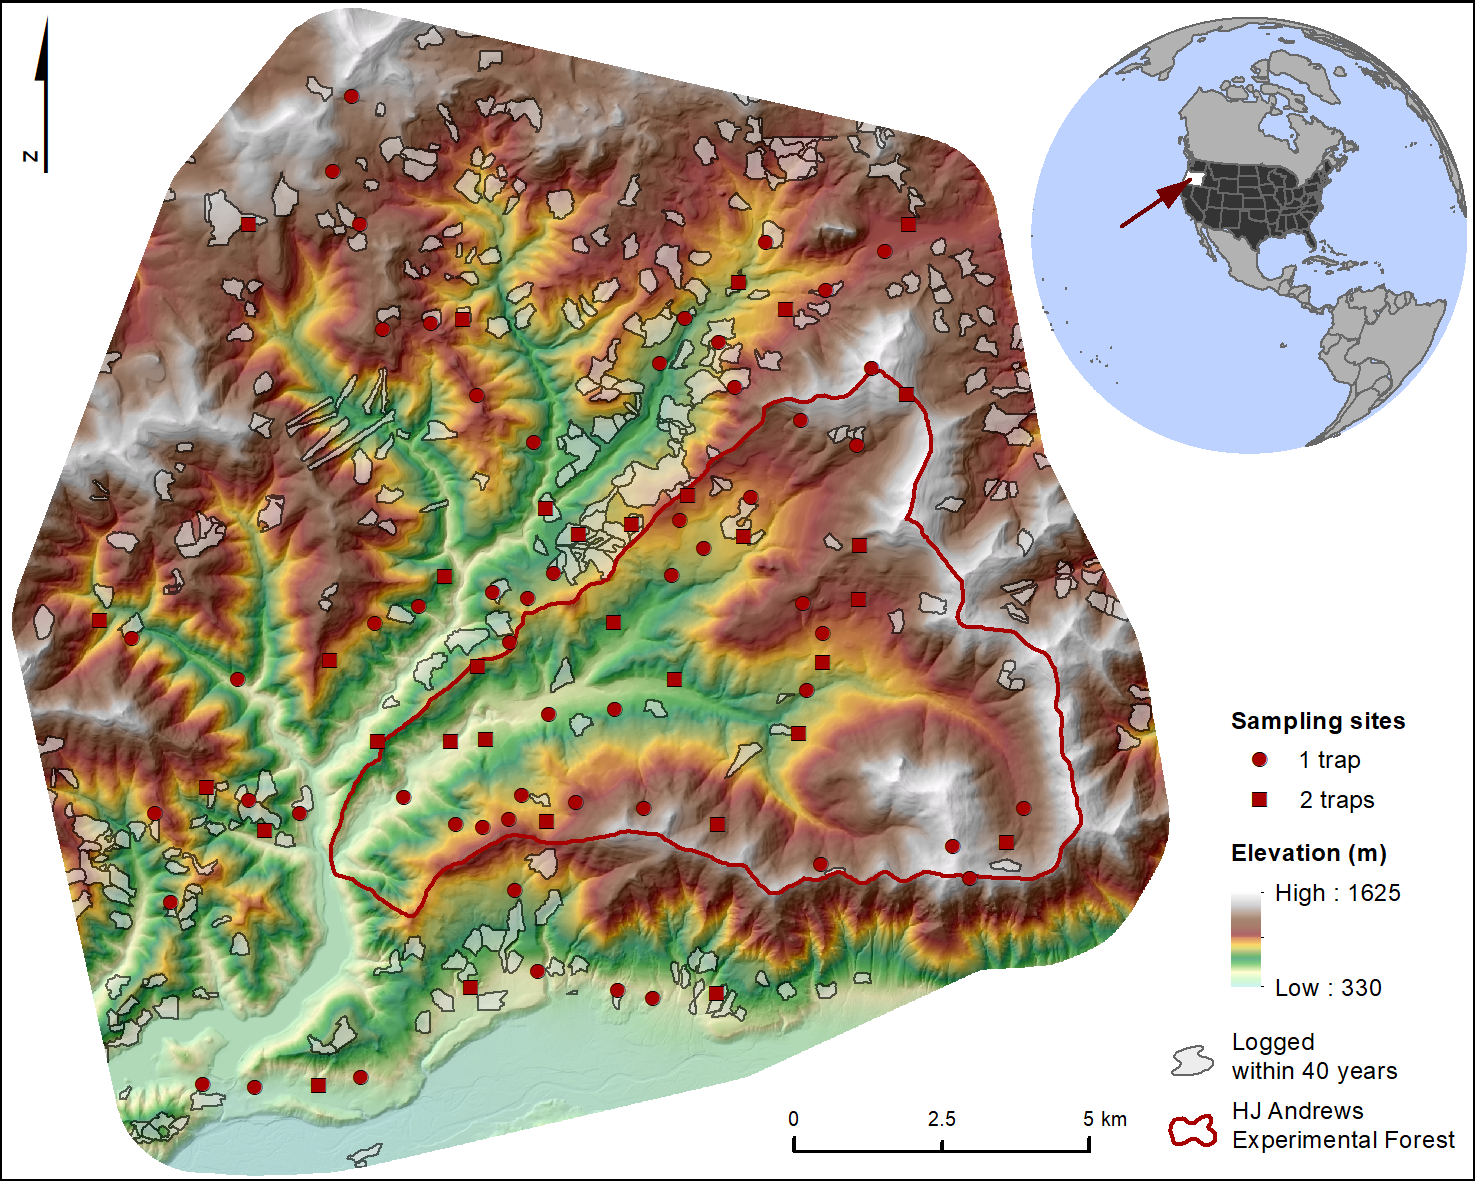 Z
Sampling sites
1 trap
2 traps
Elevation (m)
High : 1625
Low : 330
Logged
within 40 years
HJ Andrews
Experimental Forest
0 2.5 5 km